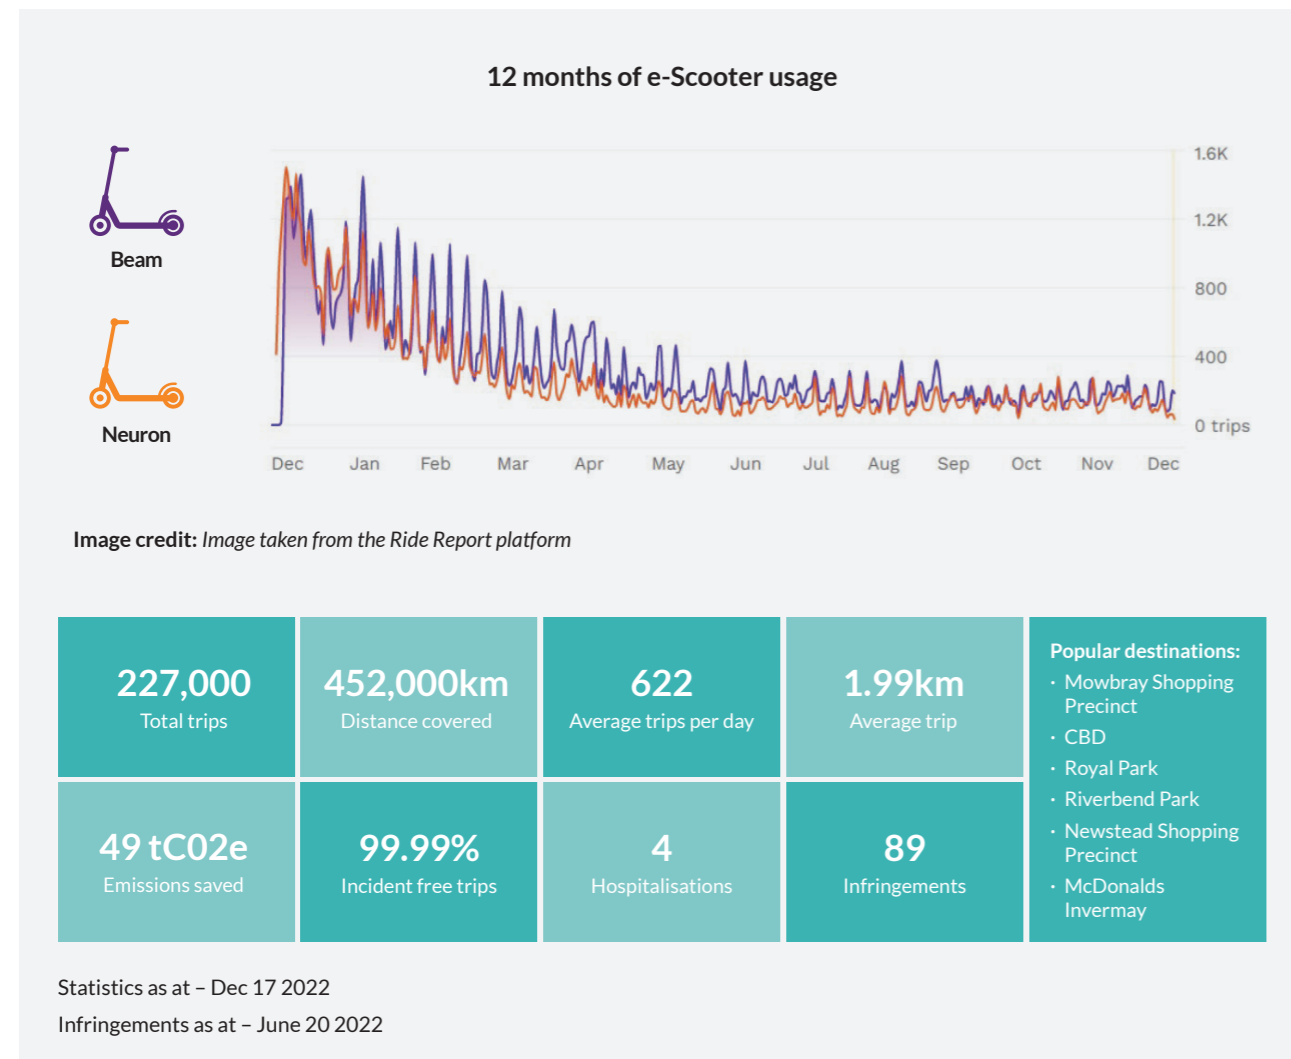 12 months of e-Scooter usage
Beam
Neuron
1.6K
1.2K
800
400
0 trips
Dec Jan Feb Mar Apr May Jun Jul Aug Sep Oct Nov Dec
Image credit: Image taken from the Ride Report platform
227,000
Total trips
452,000km
Distance covered
622
Average trips per day
1.99km
Average trip
49 tC02e
Emissions saved
99.99%
Incident free trips
4
Hospitalisations
89
Infringements
Popular destinations:
· Mowbray Shopping
Precinct
· CBD
· Royal Park
· Riverbend Park
· Newstead Shopping
Precinct
· McDonalds
Invermay
Statistics as at – Dec 17 2022
Infringements as at – June 20 2022